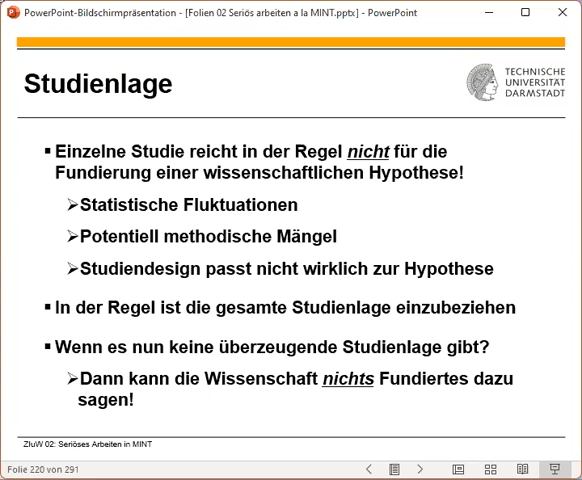 PowerPoint-Bildschirmpräsentation - [Folien 02 Seriös arbeiten a la MINT.pptx] - PowerPoint
Studienlage
TECHNISCHE
UNIVERSITÄT
DARMSTADT
▪ Einzelne Studie reicht in der Regel nicht für die
Fundierung einer wissenschaftlichen Hypothese!
➢Statistische Fluktuationen
➢Potentiell methodische Mängel
➢Studiendesign passt nicht wirklich zur Hypothese
▪ In der Regel ist die gesamte Studienlage einzubeziehen
▪ Wenn es nun keine überzeugende Studienlage gibt?
➢Dann kann die Wissenschaft nichts Fundiertes dazu
sagen!
ZIuW 02: Seriöses Arbeiten in MINT
Folie 220 von 291